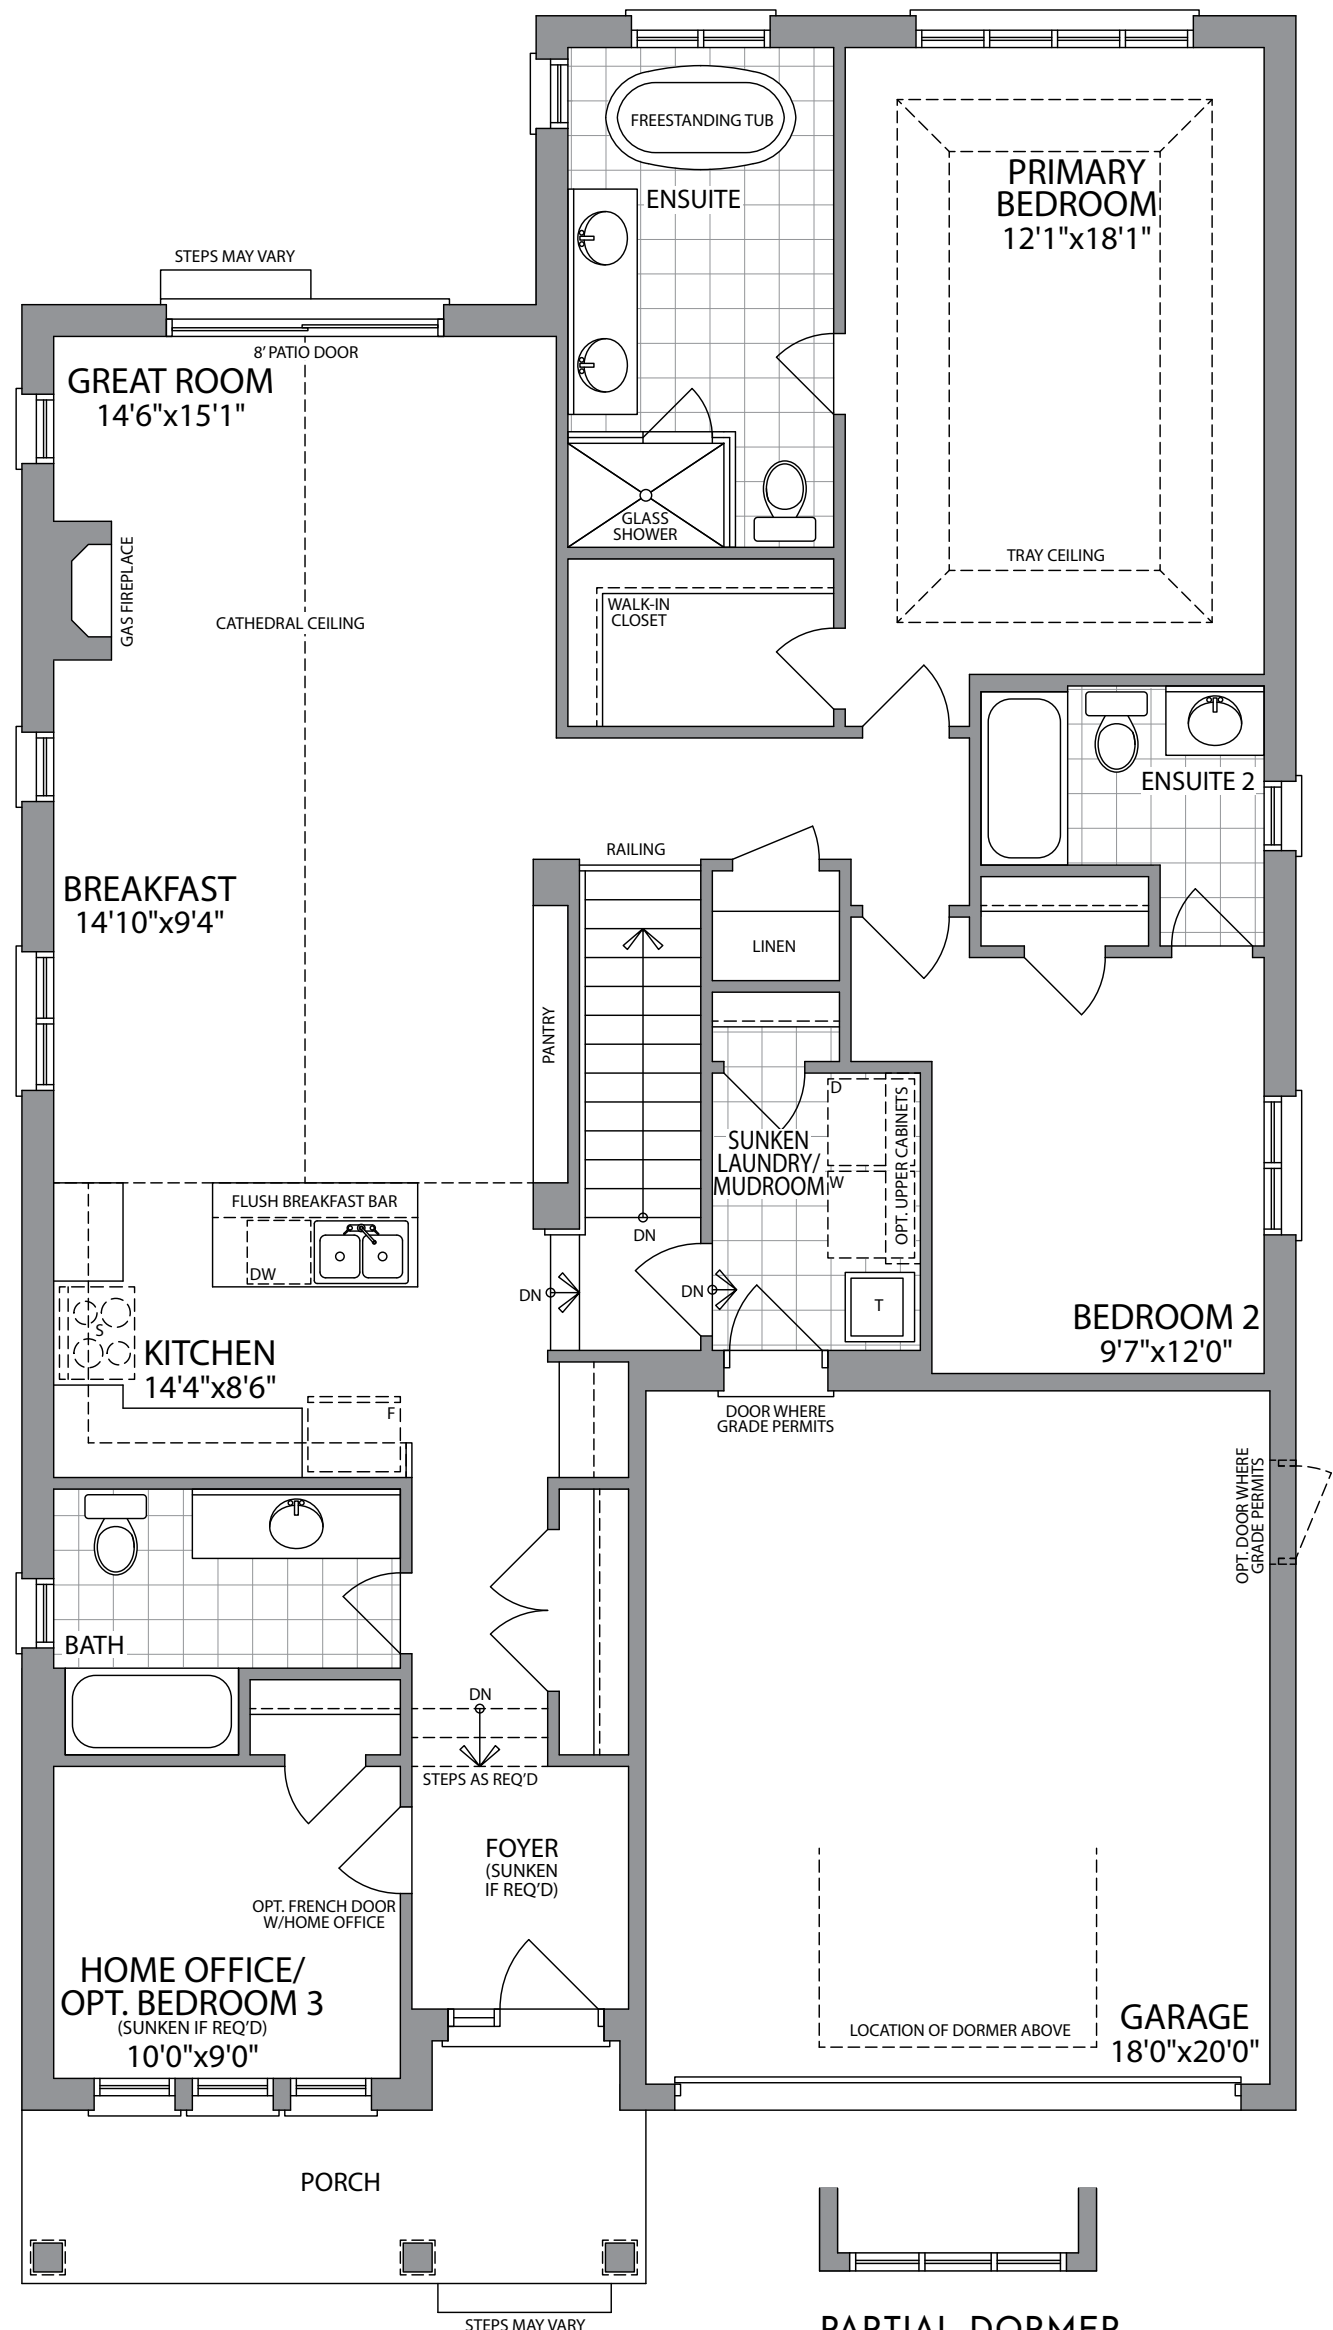 FREESTANDING TUB
ENSUITE
PRIMARY
BEDROOM
12'1"x18'1"
STEPS MAY VARY
8' PATIO DOOR
GREAT ROOM
14'6"x15'1"
GLASS
SHOWER
TRAY CEILING
GAS FIREPLACE
CATHEDRAL CEILING
WALK-IN
CLOSET
ENSUITE 2
RAILING
BREAKFAST
14'10"x9'4"
LINEN
PANTRY
D
OPT. UPPER CABINETS
SUNKEN
LAUNDRY/
MUDROOM
W
FLUSH BREAKFAST BAR
DN
DW
DN
DN
T
S
KITCHEN
14'4"x8'6"
BEDROOM 2
9'7"x12'0"
F
DOOR WHERE
GRADE PERMITS
OPT. DOOR WHERE
GRADE PERMITS
BATH
DN
STEPS AS REQ'D
FOYER
(SUNKEN
IF REQ'D)
OPT. FRENCH DOOR
W/HOME OFFICE
HOME OFFICE/
OPT. BEDROOM 3
(SUNKEN IF REQ'D)
10'0"x9'0"
LOCATION OF DORMER ABOVE
GARAGE
18'0"x20'0"
PORCH
STEPS MAY VARY
PARTIAL DORMER